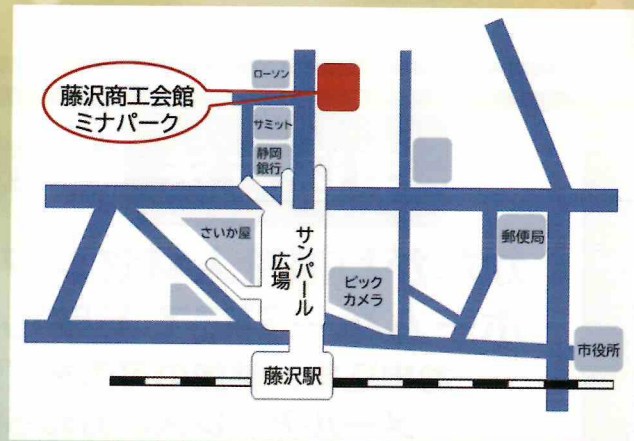 ローソン
藤沢商工会館
ミナパーク
サミット
静岡
銀行
さいか屋
サンパール
広場
ビック
カメラ
郵便局
市役所
藤沢駅